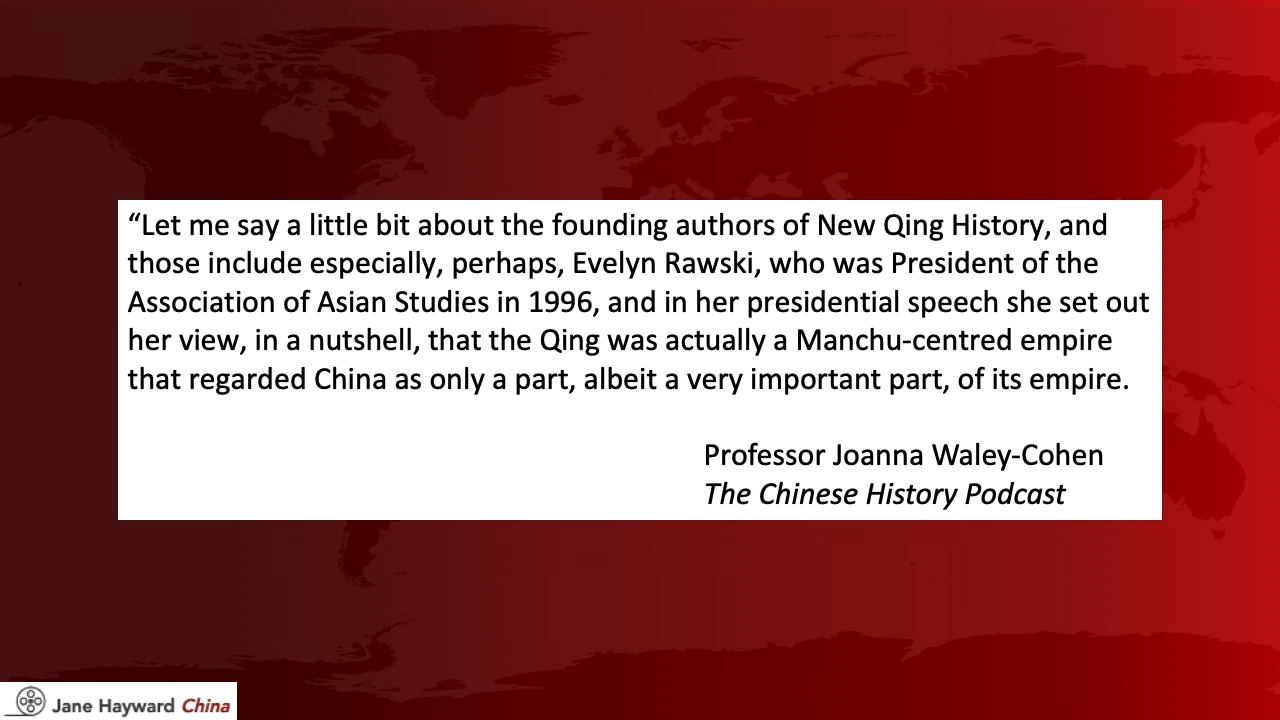 “Let me say a little bit about the founding authors of New Qing History, and
those include especially, perhaps, Evelyn Rawski, who was President of the
Association of Asian Studies in 1996, and in her presidential speech she set out
her view, in a nutshell, that the Qing was actually a Manchu-centred empire
that regarded China as only a part, albeit a very important part, of its empire.
Professor Joanna Waley-Cohen
The Chinese History Podcast
Jane Hayward China